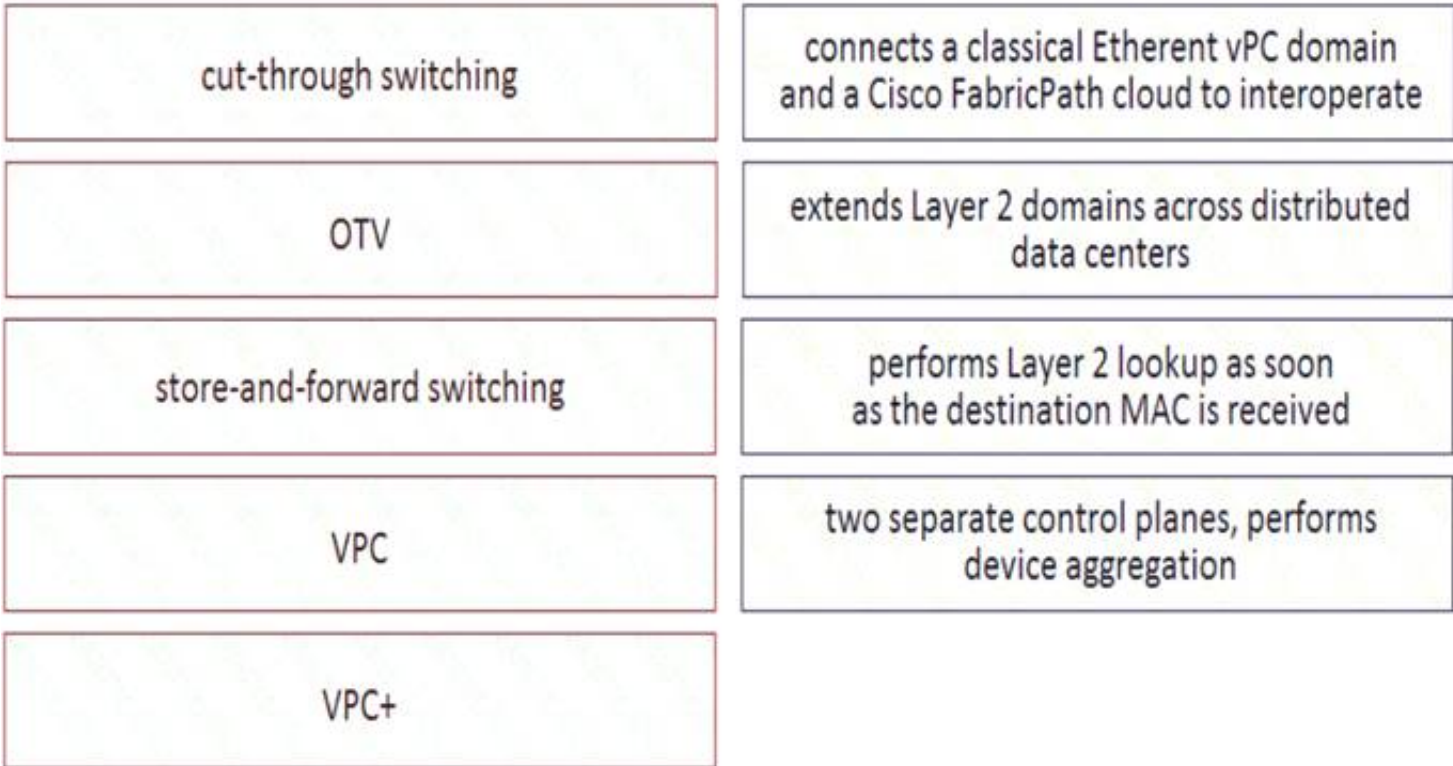 cut-through switching
connects a classical Etherent vPC domain
and a Cisco FabricPath cloud to interoperate
OTV
extends Layer 2 domains across distributed
data centers
store-and-forward switching
performs Layer 2 lookup as soon
as the destination MAC is received
VPC
two separate control planes, performs
device aggregation
VPC+